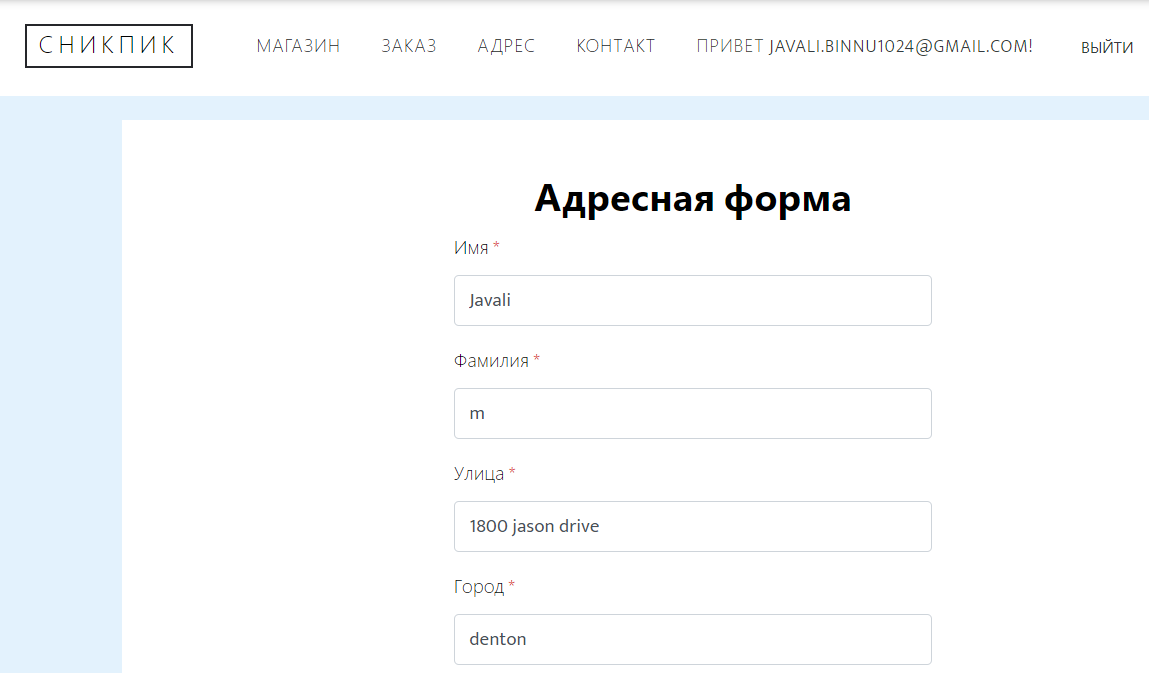 СНИКПИК
МАГАЗИН ЗАКАЗ АДРЕС КОНТАКТ ПРИВЕТ JAVALI.BINNU1024@GMAIL.COM! ВЫЙТИ
Адресная форма
Имя *
Javali
Фамилия *
m
Улица *
1800 jason drive
Город *
denton